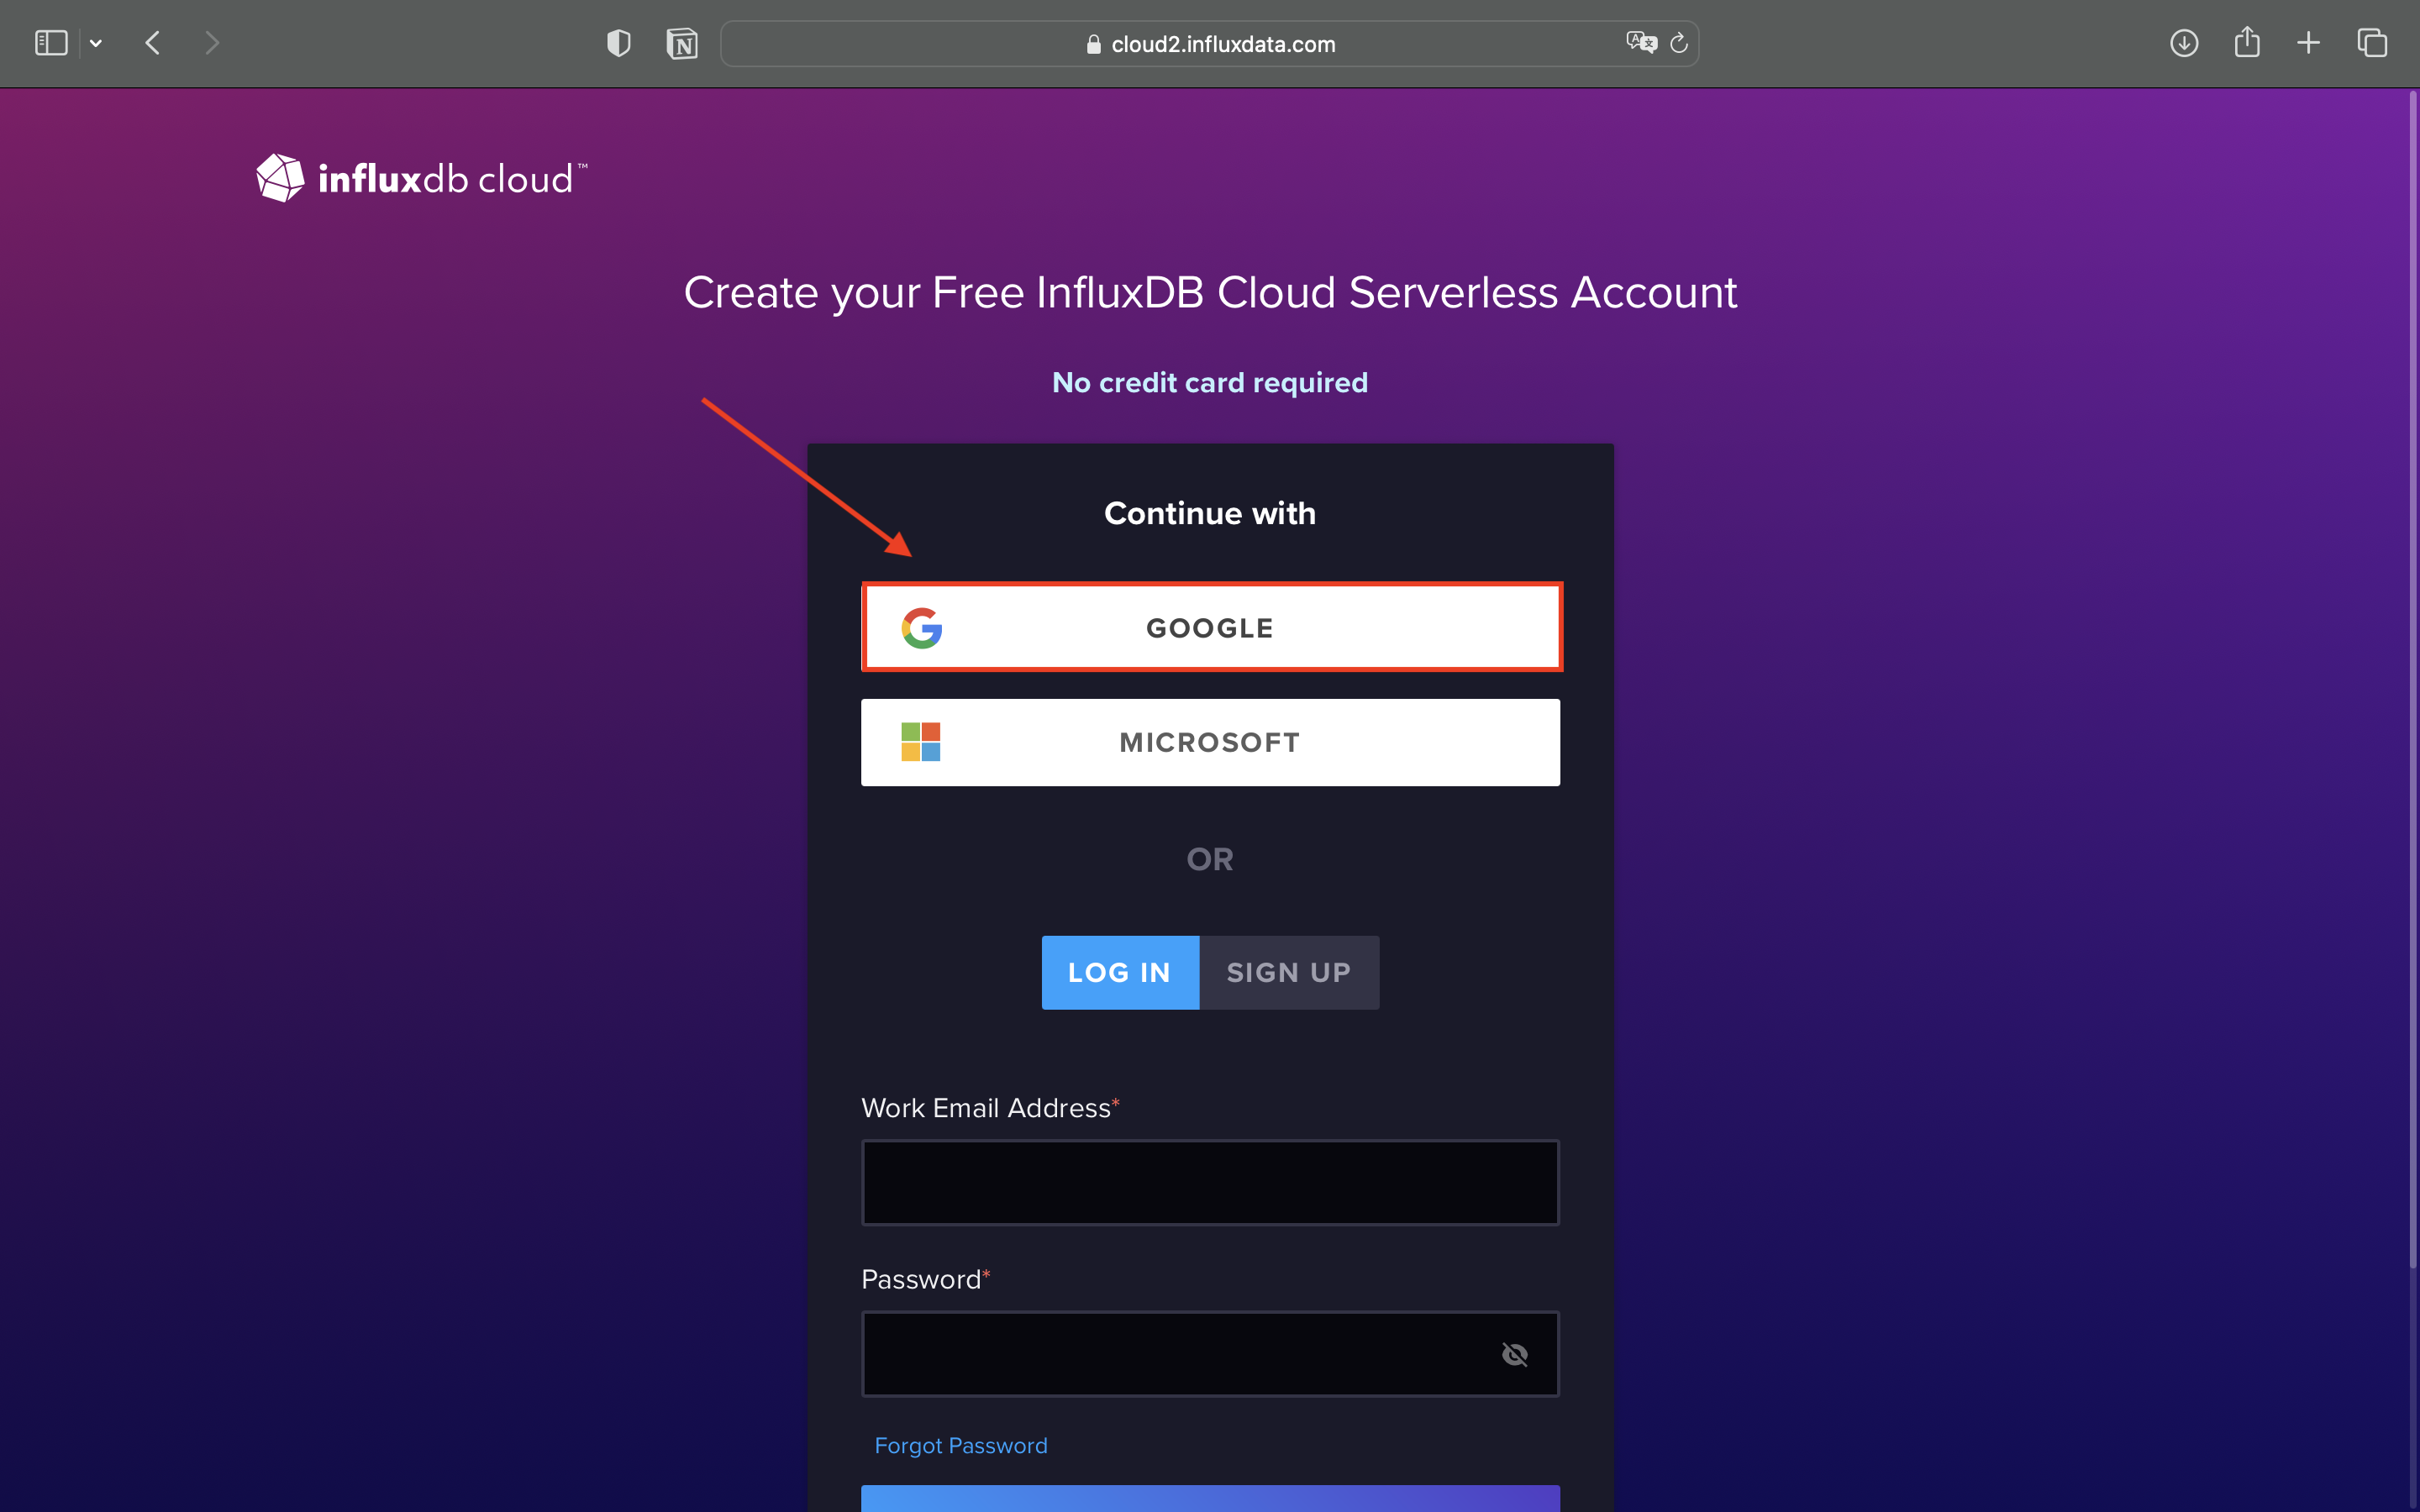 cloud2.influxdata.com
influxdb cloud™
Create your Free InfluxDB Cloud Serverless Account
No credit card required
Continue with
GOOGLE
MICROSOFT
OR
LOG IN
SIGN UP
Work Email Address*
Password*
Forgot Password